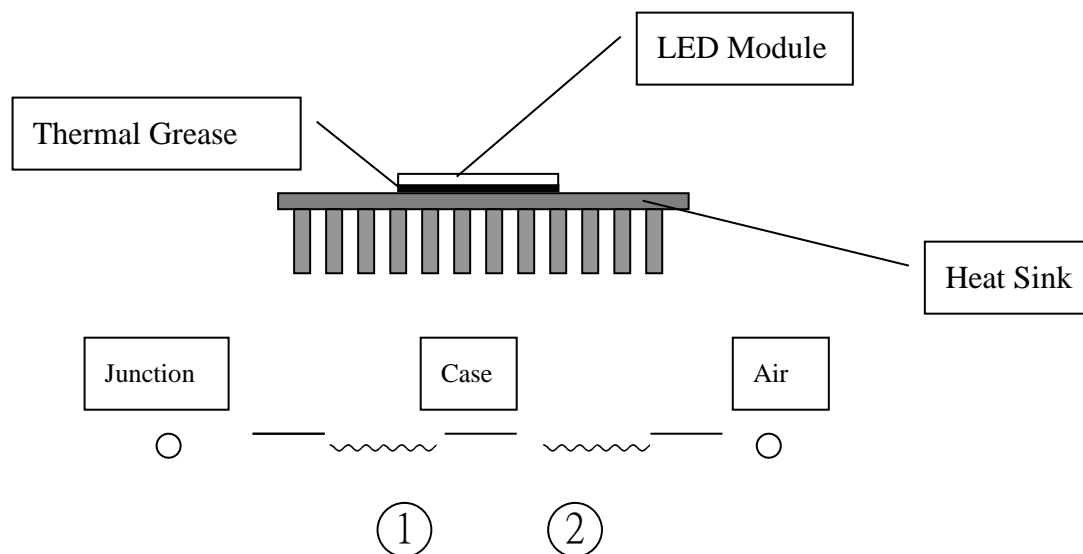 LED Module
Thermal Grease
Heat Sink
Junction
Case
Air
①
②